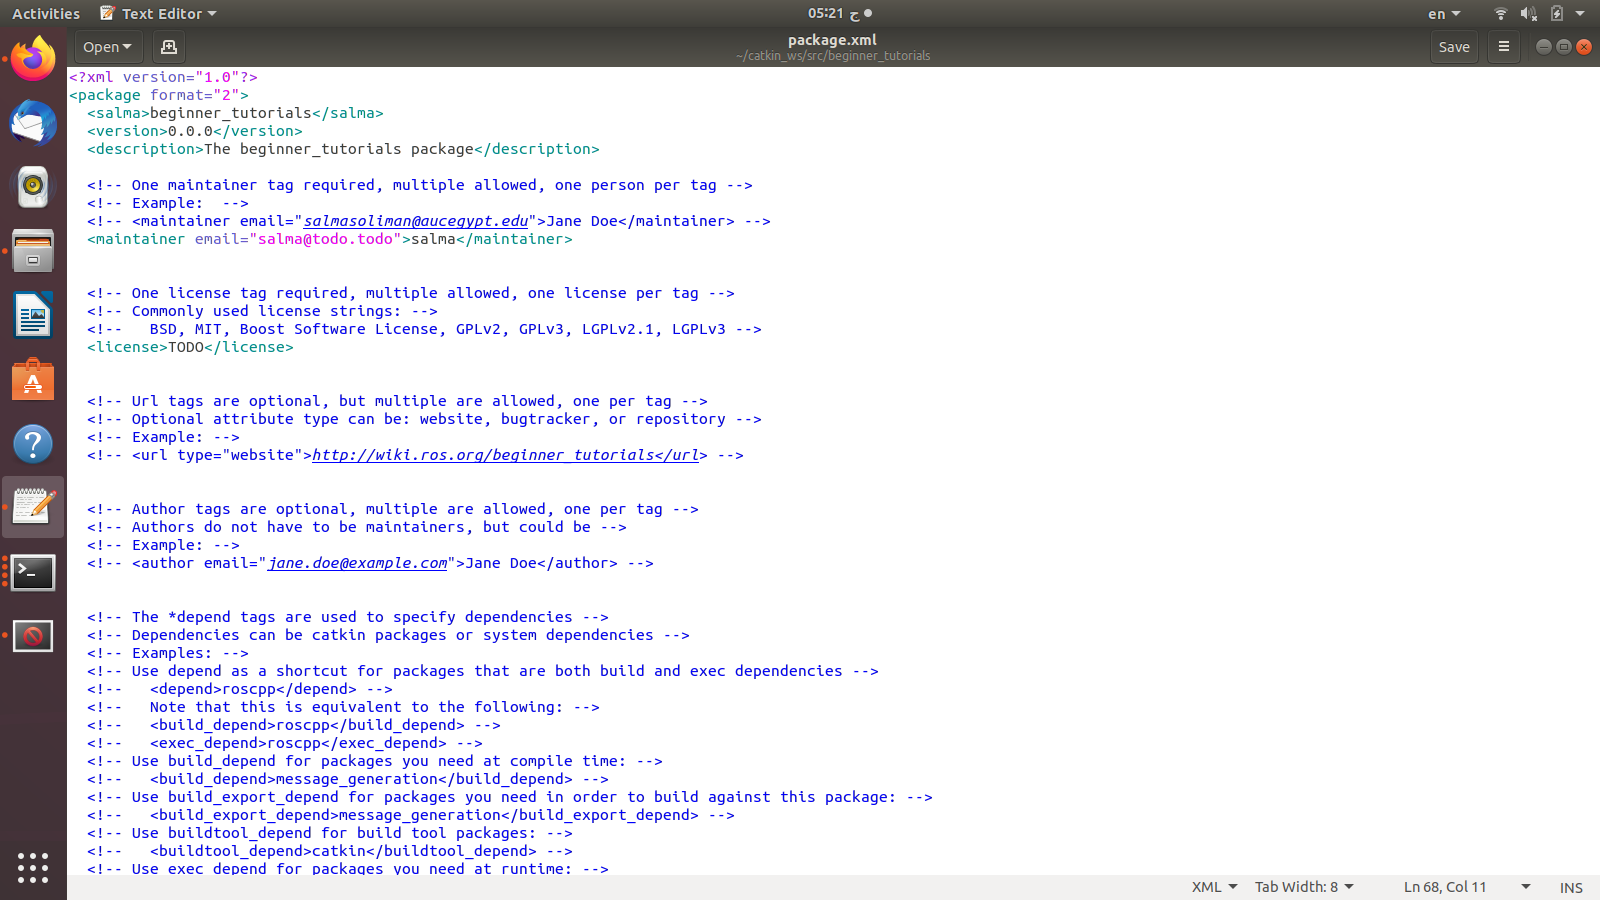 Activities Text Editor 05:21 ح en
Open package.xml Save
~/catkin_ws/src/beginner_tutorials
<?xml version="1.0"?>
<package format="2">
  <salma>beginner_tutorials</salma>
  <version>0.0.0</version>
  <description>The beginner_tutorials package</description>
  <!-- One maintainer tag required, multiple allowed, one person per tag -->
  <!-- Example:  -->
  <!-- <maintainer email="salmasoliman@aucegypt.edu">Jane Doe</maintainer> -->
  <maintainer email="salma@todo.todo">salma</maintainer>
  <!-- One license tag required, multiple allowed, one license per tag -->
  <!-- Commonly used license strings: -->
  <!--   BSD, MIT, Boost Software License, GPLv2, GPLv3, LGPLv2.1, LGPLv3 -->
  <license>TODO</license>
  <!-- Url tags are optional, but multiple are allowed, one per tag -->
  <!-- Optional attribute type can be: website, bugtracker, or repository -->
  <!-- Example: -->
  <!-- <url type="website">http://wiki.ros.org/beginner_tutorials</url> -->
  <!-- Author tags are optional, multiple are allowed, one per tag -->
  <!-- Authors do not have to be maintainers, but could be -->
  <!-- Example: -->
  <!-- <author email="jane.doe@example.com">Jane Doe</author> -->
  <!-- The *depend tags are used to specify dependencies -->
  <!-- Dependencies can be catkin packages or system dependencies -->
  <!-- Examples: -->
  <!-- Use depend as a shortcut for packages that are both build and exec dependencies -->
  <!--   <depend>roscpp</depend> -->
  <!--   Note that this is equivalent to the following: -->
  <!--   <build_depend>roscpp</build_depend> -->
  <!--   <exec_depend>roscpp</exec_depend> -->
  <!-- Use build_depend for packages you need at compile time: -->
  <!--   <build_depend>message_generation</build_depend> -->
  <!-- Use build_export_depend for packages you need in order to build against this package: -->
  <!--   <build_export_depend>message_generation</build_export_depend> -->
  <!-- Use buildtool_depend for build tool packages: -->
  <!--   <buildtool_depend>catkin</buildtool_depend> -->
  <!-- Use exec_depend for packages you need at runtime: -->
XML Tab Width: 8 Ln 68, Col 11 INS